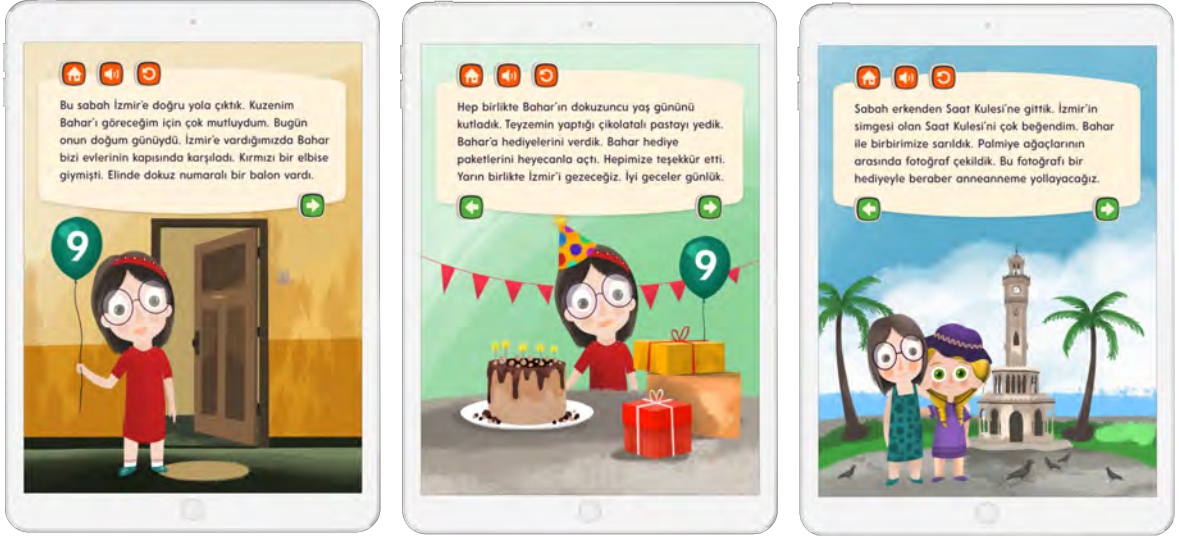 Bu sabah İzmir'e doğru yola çıktık. Kuzenim
Bahar'ı göreceğim için çok mutluydum. Bugün
onun doğum günüydü. İzmir'e vardığımızda Bahar
bizi evlerinin kapısında karşıladı. Kırmızı bir elbise
giymişti. Elinde dokuz numaralı bir balon vardı.
9
Hep birlikte Bahar'ın dokuzuncu yaş gününü
kutladık. Teyzemin yaptığı çikolatalı pastayı yedik.
Bahar'a hediyelerini verdik. Bahar hediye
paketlerini heyecanla açtı. Hepimize teşekkür etti.
Yarın birlikte İzmir'i gezeceğiz. İyi geceler günlük.
9
Sabah erkenden Saat Kulesi'ne gittik. İzmir'in
simgesi olan Saat Kulesi'ni çok beğendim. Bahar
ile birbirimize sarıldık. Palmiye ağaçlarının
arasında fotoğraf çekildik. Bu fotoğrafı bir
hediyeyle beraber anneanneme yollayacağız.